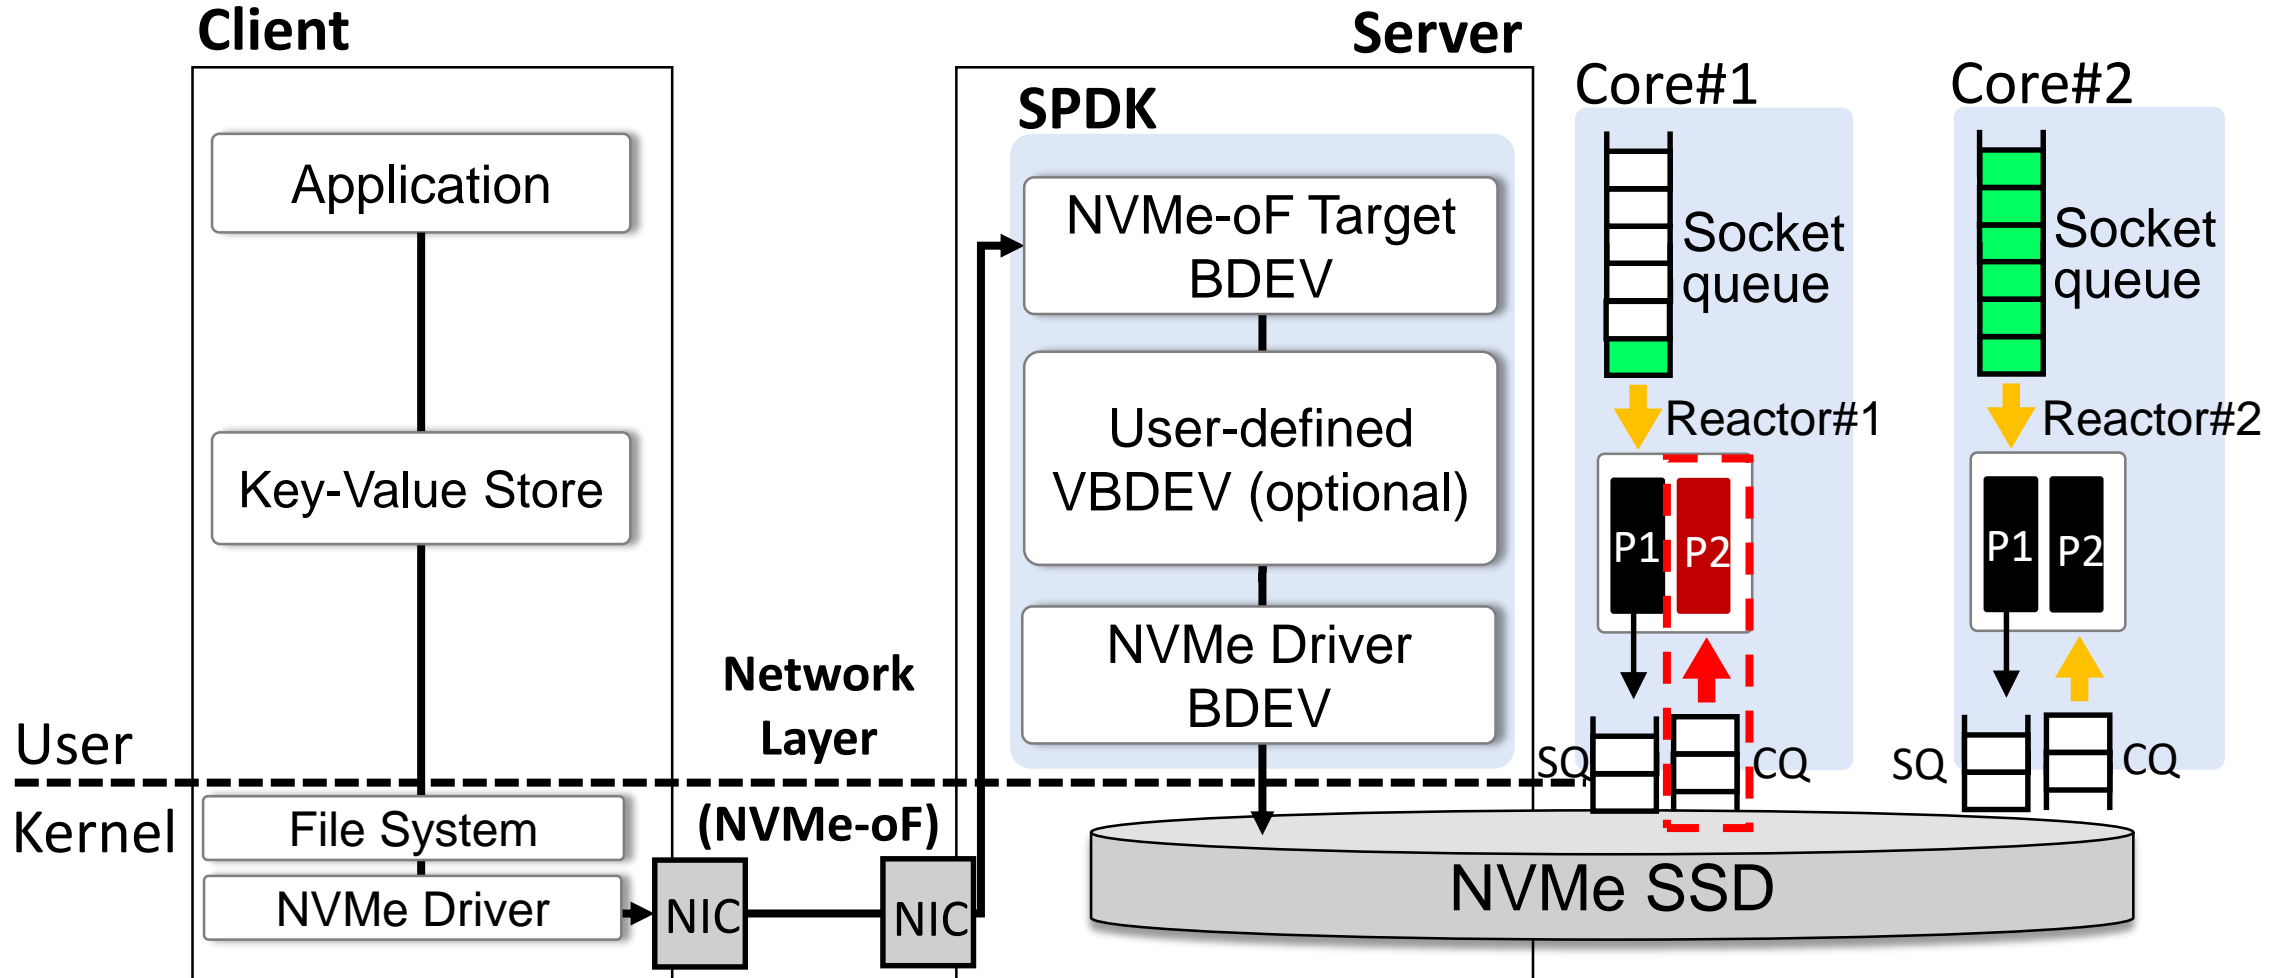 Client
Application
Key-Value Store
User
Kernel
File System
NVMe Driver
NIC
Network
Layer
(NVMe-oF)
NIC
Server
SPDK
NVMe-oF Target
BDEV
User-defined
VBDEV (optional)
NVMe Driver
BDEV
NVMe SSD
Core#1
Socket
queue
Reactor#1
P1
P2
SQ
CQ
Core#2
Socket
queue
Reactor#2
P1
P2
SQ
CQ